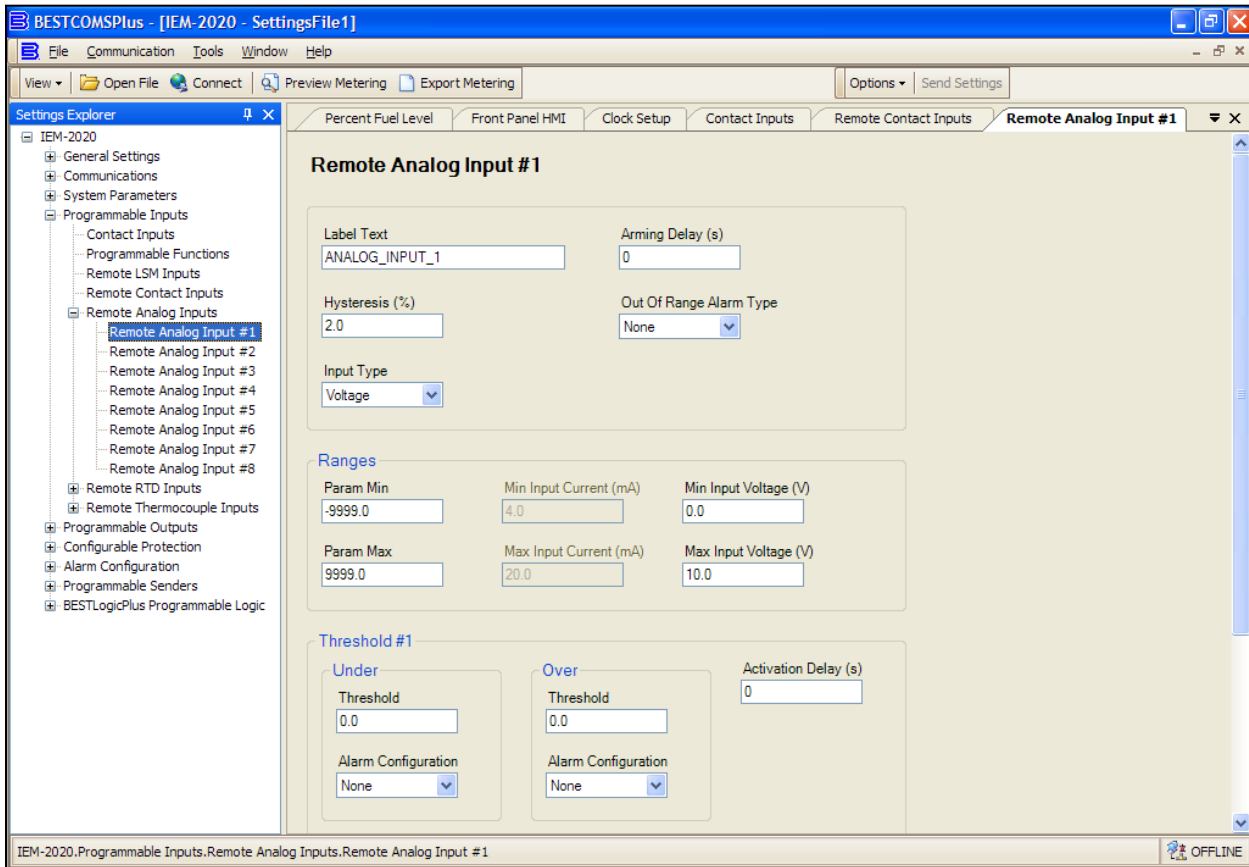 BESTCOMSPlus - [IEM-2020 - SettingsFile1]
File Communication Tools Window Help
View Open File Connect Preview Metering Export Metering Options Send Settings
Settings Explorer
IEM-2020
General Settings
Communications
System Parameters
Programmable Inputs
Contact Inputs
Programmable Functions
Remote LSM Inputs
Remote Contact Inputs
Remote Analog Inputs
Remote Analog Input #1
Remote Analog Input #2
Remote Analog Input #3
Remote Analog Input #4
Remote Analog Input #5
Remote Analog Input #6
Remote Analog Input #7
Remote Analog Input #8
Remote RTD Inputs
Remote Thermocouple Inputs
Programmable Outputs
Configurable Protection
Alarm Configuration
Programmable Senders
BESTLogicPlus Programmable Logic
Percent Fuel Level Front Panel HMI Clock Setup Contact Inputs Remote Contact Inputs Remote Analog Input #1
Remote Analog Input #1
Label Text Arming Delay (s)
ANALOG_INPUT_1 0
Hysteresis (%) Out Of Range Alarm Type
2.0 None
Input Type
Voltage
Ranges
Param Min Min Input Current (mA) Min Input Voltage (V)
-9999.0 4.0 0.0
Param Max Max Input Current (mA) Max Input Voltage (V)
9999.0 20.0 10.0
Threshold #1
Under Over Activation Delay (s)
Threshold Threshold 0
0.0 0.0
Alarm Configuration Alarm Configuration
None None
IEM-2020.Programmable Inputs.Remote Analog Inputs.Remote Analog Input #1 OFFLINE